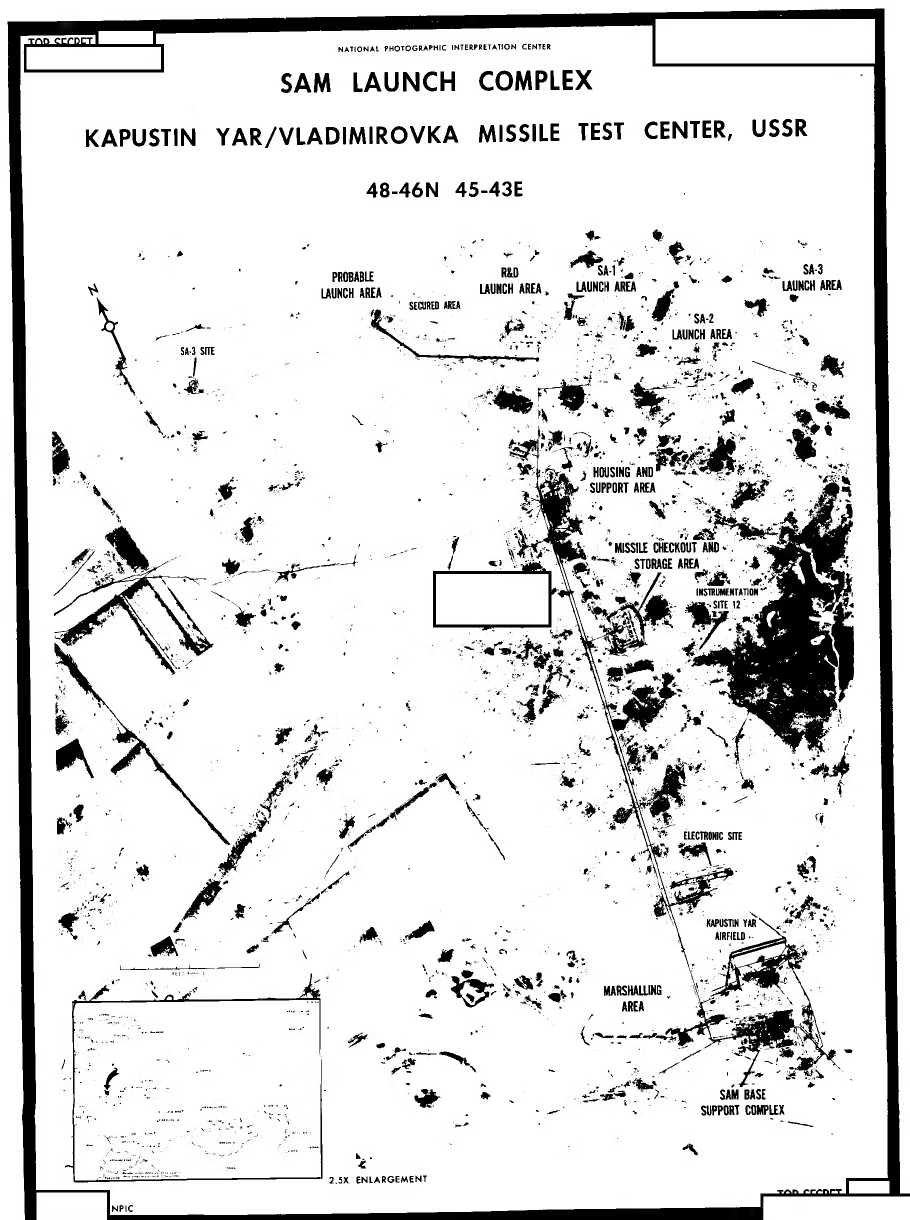 TOP SECRET
NATIONAL PHOTOGRAPHIC INTERPRETATION CENTER
SAM LAUNCH COMPLEX
KAPUSTIN YAR/VLADIMIROVKA MISSILE TEST CENTER, USSR
48-46N 45-43E
N
PROBABLE
LAUNCH AREA
SECURED AREA
R&D
LAUNCH AREA
SA-1
LAUNCH AREA
SA-2
LAUNCH AREA
SA-3
LAUNCH AREA
SA-3 SITE
HOUSING AND
SUPPORT AREA
MISSILE CHECKOUT AND
STORAGE AREA
INSTRUMENTATION
SITE 12
ELECTRONIC SITE
KAPUSTIN YAR
AIRFIELD
MARSHALLING
AREA
SAM BASE
SUPPORT COMPLEX
2.5X ENLARGEMENT
NPIC
TOP SECRET